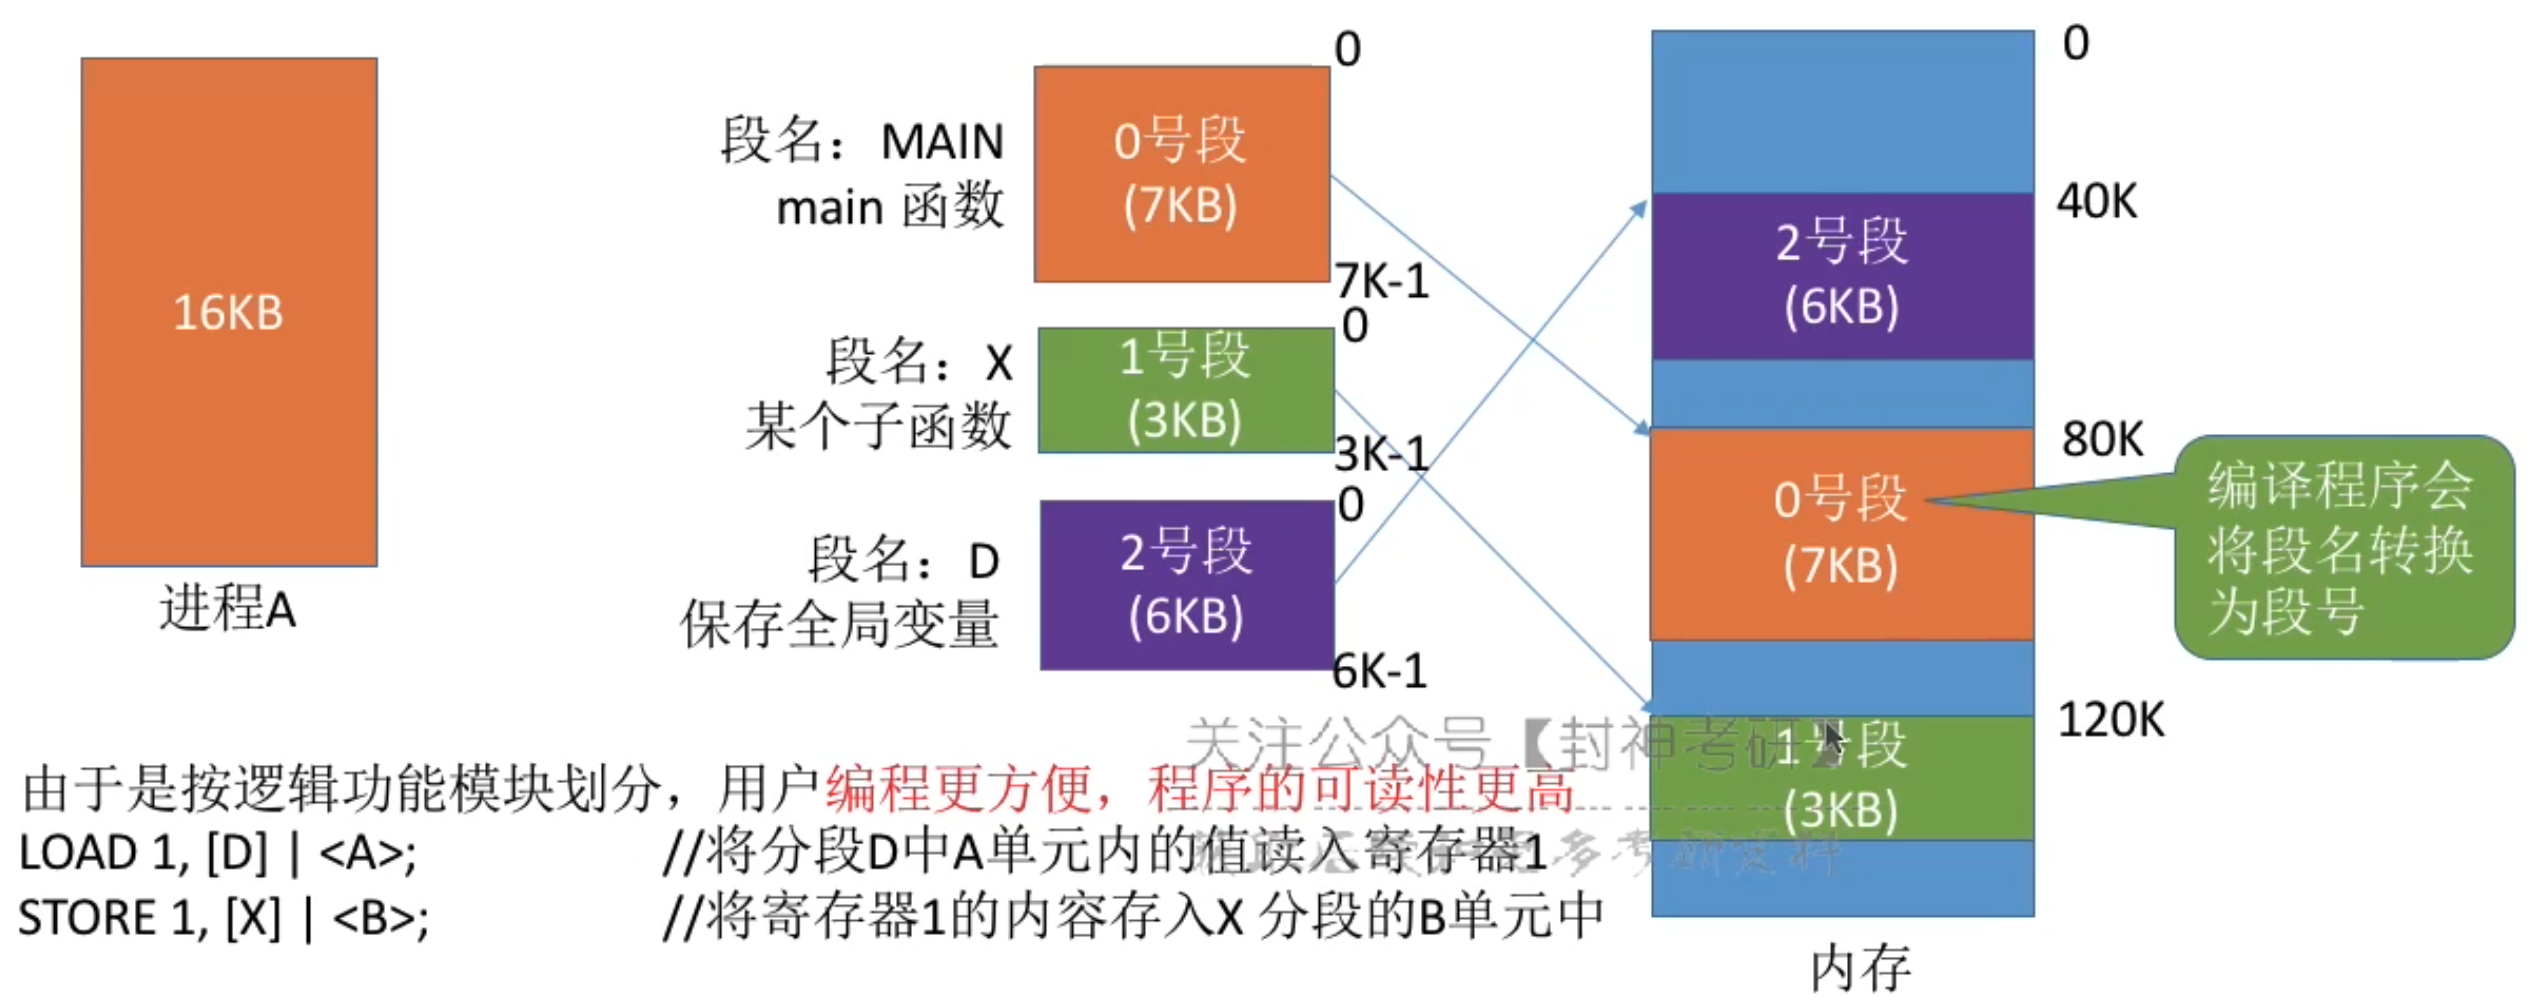 16KB
进程A
段名：MAIN
main 函数
0号段
(7KB)
0
7K-1
段名：X
某个子函数
1号段
(3KB)
0
3K-1
段名：D
保存全局变量
2号段
(6KB)
0
6K-1
0
40K
2号段
(6KB)
80K
0号段
(7KB)
编译程序会
将段名转换
为段号
120K
1号段
(3KB)
内存
关注公众号【封神考研】
由于是按逻辑功能模块划分，用户编程更方便，程序的可读性更高
LOAD 1, [D] | <A>; //将分段D中A单元内的值读入寄存器1
STORE 1, [X] | <B>; //将寄存器1的内容存入X 分段的B单元中